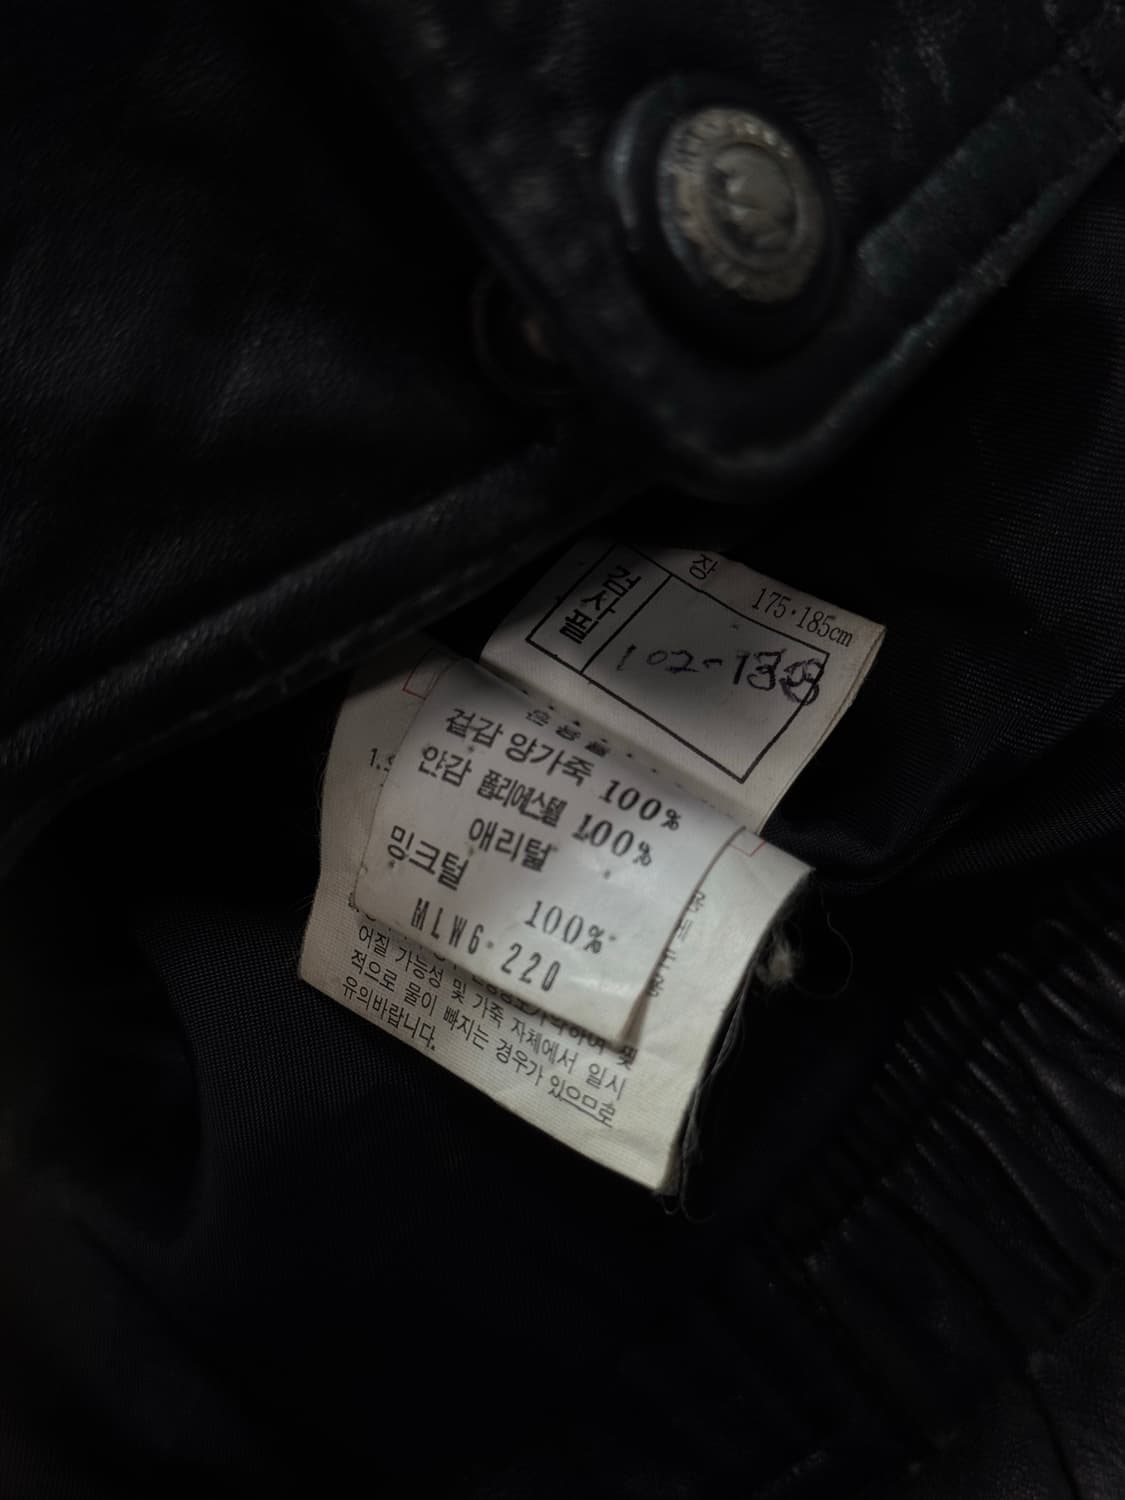 장 175·185cm
검사필
102-138
겉감 양가죽 100%
안감 폴리에스텔 100%
애리털
밍크털
100%
MLW6-220
1.
어질 가능성 및
적으로 물이 빠지는 경우가 있으므로
가죽 자체에서 일시
유의바랍니다.